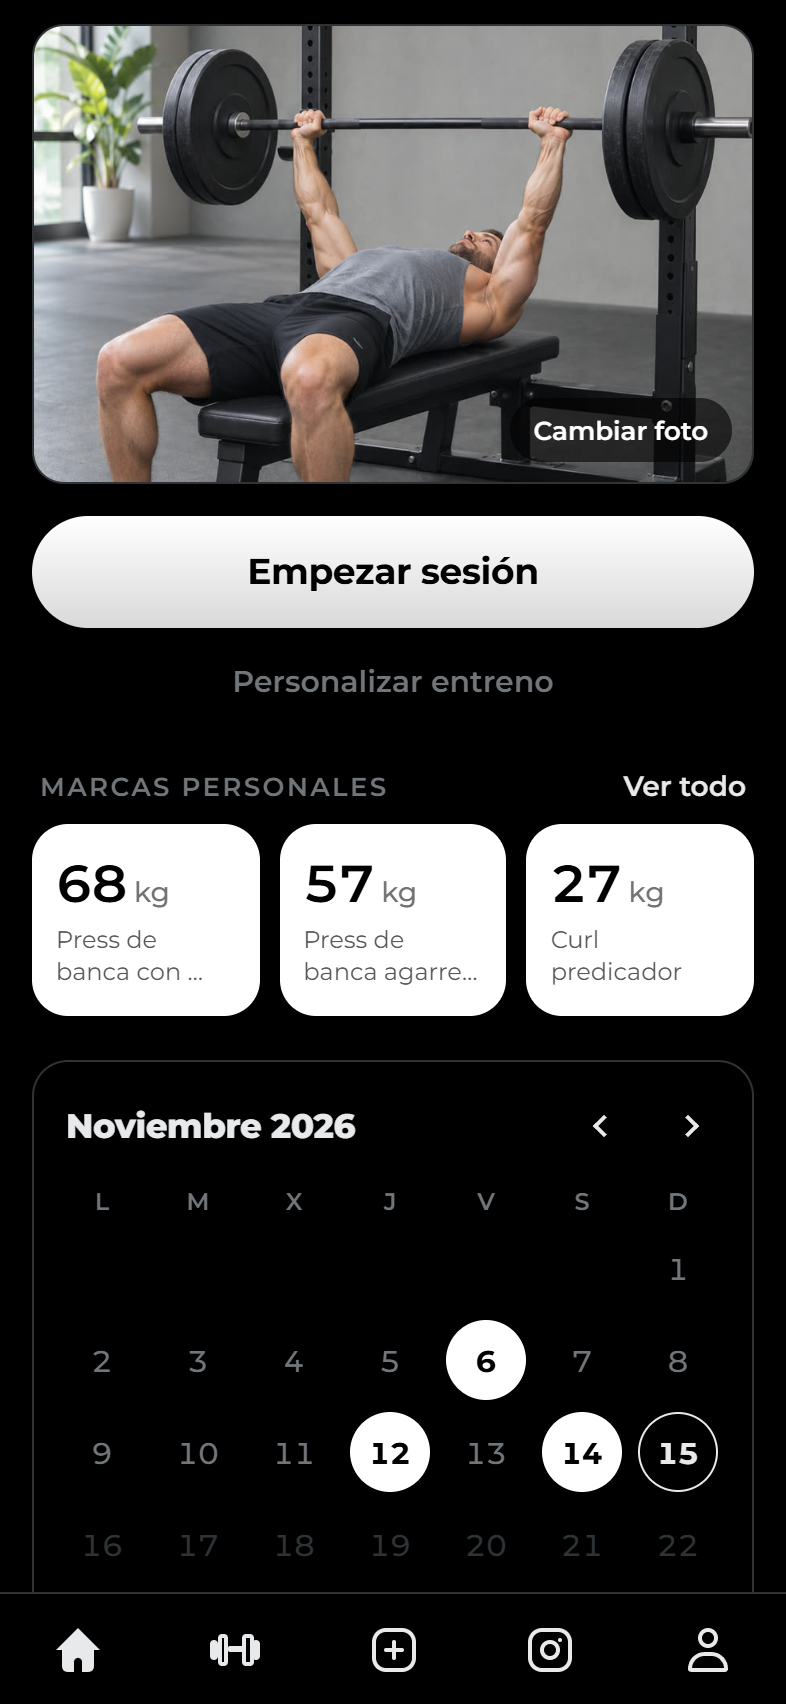 Cambiar foto
Empezar sesión
Personalizar entreno
MARCAS PERSONALES Ver todo
68 kg 57 kg 27 kg
Press de Press de Curl
banca con ... banca agarre... predicador
Noviembre 2026
L M X J V S D
1
2 3 4 5 6 7 8
9 10 11 12 13 14 15
16 17 18 19 20 21 22